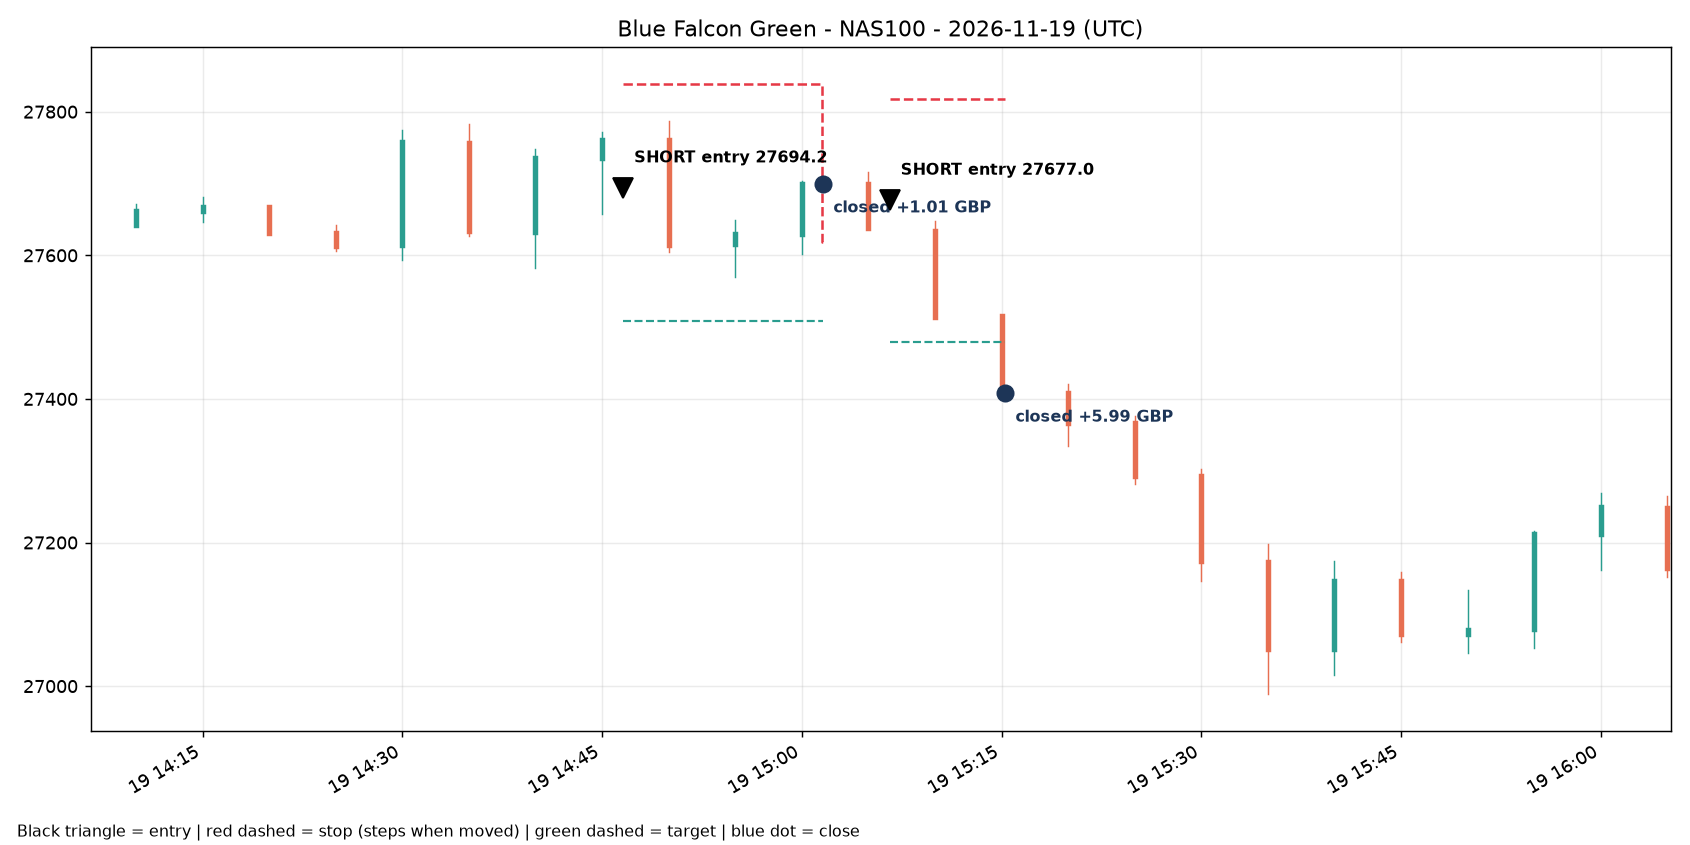 Blue Falcon Green - NAS100 - 2026-11-19 (UTC)
27800
27600
27400
27200
27000
SHORT entry 27694.2
SHORT entry 27677.0
closed +1.01 GBP
closed +5.99 GBP
19 14:15
19 14:30
19 14:45
19 15:00
19 15:15
19 15:30
19 15:45
19 16:00
Black triangle = entry | red dashed = stop (steps when moved) | green dashed = target | blue dot = close